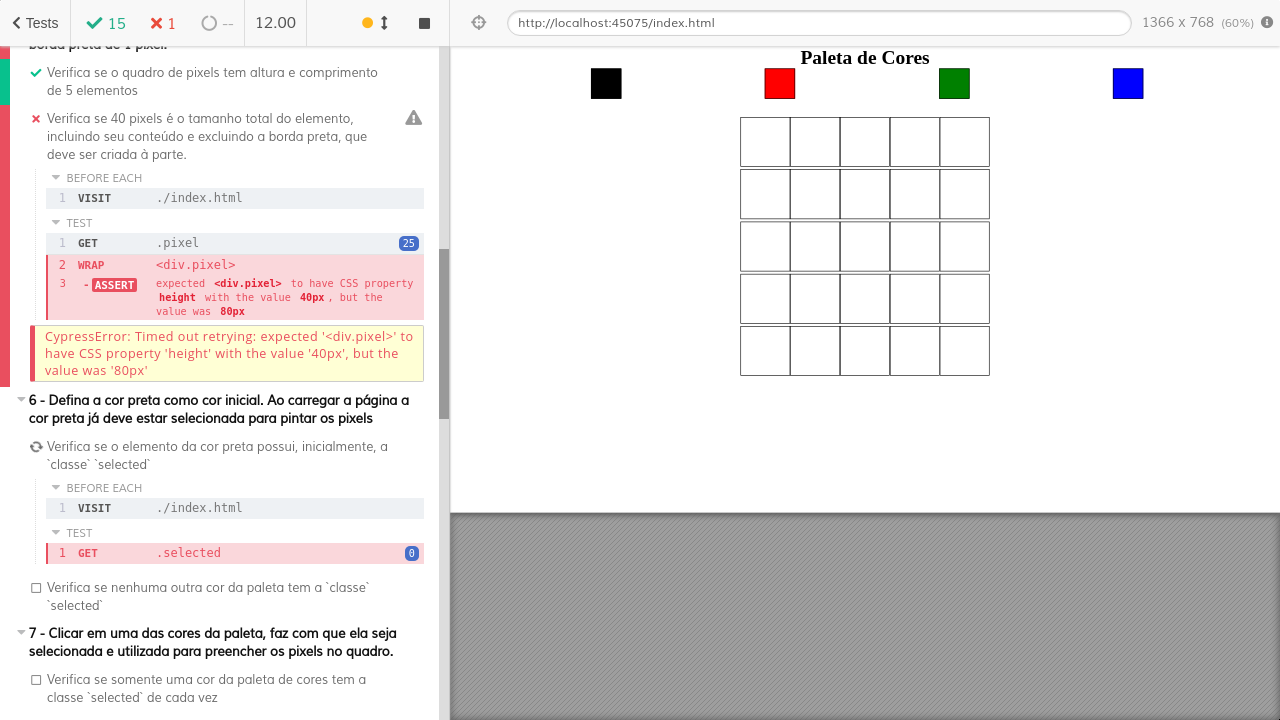 Tests
15
1
--
12.00
http://localhost:45075/index.html
1366 x 768 (60%)
borda preta de 1 pixel.
Verifica se o quadro de pixels tem altura e comprimento
de 5 elementos
Verifica se 40 pixels é o tamanho total do elemento,
incluindo seu conteúdo e excluindo a borda preta, que
deve ser criada à parte.
BEFORE EACH
1 VISIT ./index.html
TEST
1 GET .pixel 25
2 WRAP <div.pixel>
3 - ASSERT expected <div.pixel> to have CSS property
height with the value 40px, but the
value was 80px
CypressError: Timed out retrying: expected '<div.pixel>' to
have CSS property 'height' with the value '40px', but the
value was '80px'
6 - Defina a cor preta como cor inicial. Ao carregar a página a
cor preta já deve estar selecionada para pintar os pixels
Verifica se o elemento da cor preta possui, inicialmente, a
`classe` `selected`
BEFORE EACH
1 VISIT ./index.html
TEST
1 GET .selected 0
Verifica se nenhuma outra cor da paleta tem a `classe`
`selected`
7 - Clicar em uma das cores da paleta, faz com que ela seja
selecionada e utilizada para preencher os pixels no quadro.
Verifica se somente uma cor da paleta de cores tem a
classe `selected` de cada vez
Paleta de Cores